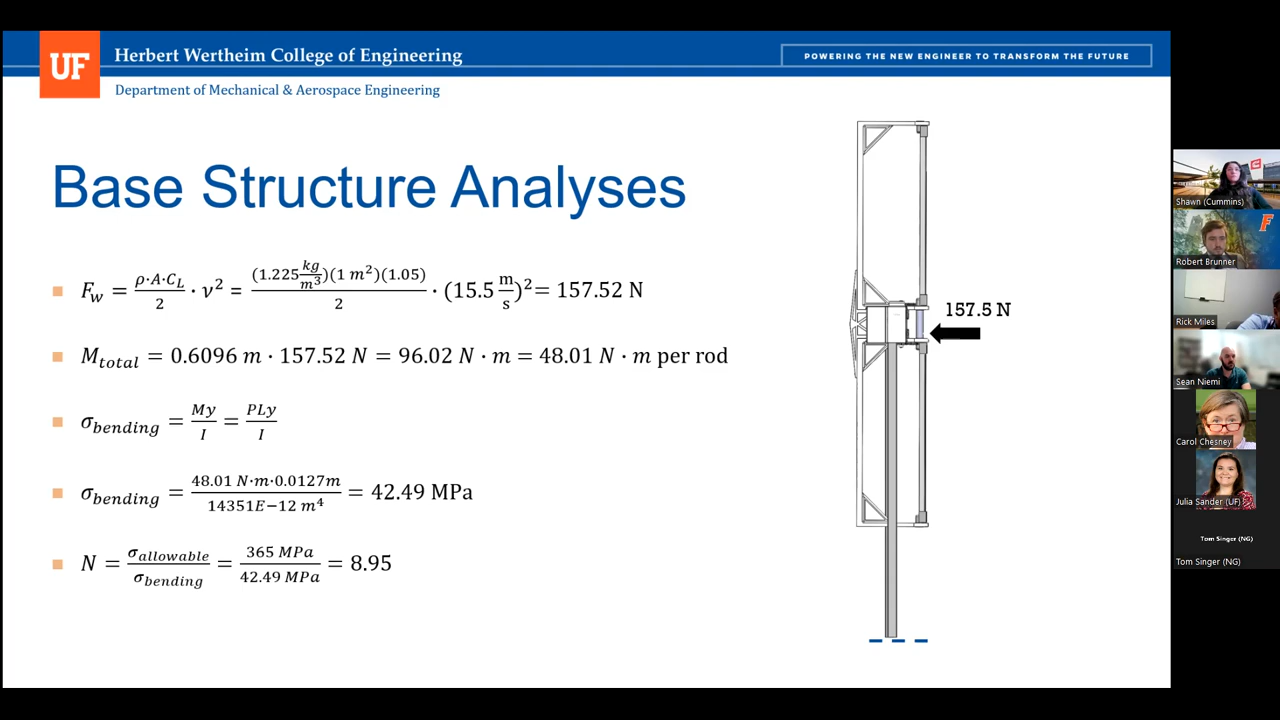 UF
Herbert Wertheim College of Engineering
POWERING THE NEW ENGINEER TO TRANSFORM THE FUTURE
Department of Mechanical & Aerospace Engineering
Base Structure Analyses
F_w = ρ·A·C_L/2 · v² = (1.225 kg/m³)(1 m²)(1.05)/2 · (15.5 m/s)² = 157.52 N
M_total = 0.6096 m · 157.52 N = 96.02 N · m = 48.01 N · m per rod
σ_bending = My/I = PLy/I
σ_bending = 48.01 N·m·0.0127m/14351E−12 m⁴ = 42.49 MPa
N = σ_allowable/σ_bending = 365 MPa/42.49 MPa = 8.95
157.5 N
Shawn (Cummins)
Robert Brunner
Rick Miles
Sean Niemi
Carol Chesney
Julia Sander (UF)
Tom Singer (NG)
Tom Singer (NG)